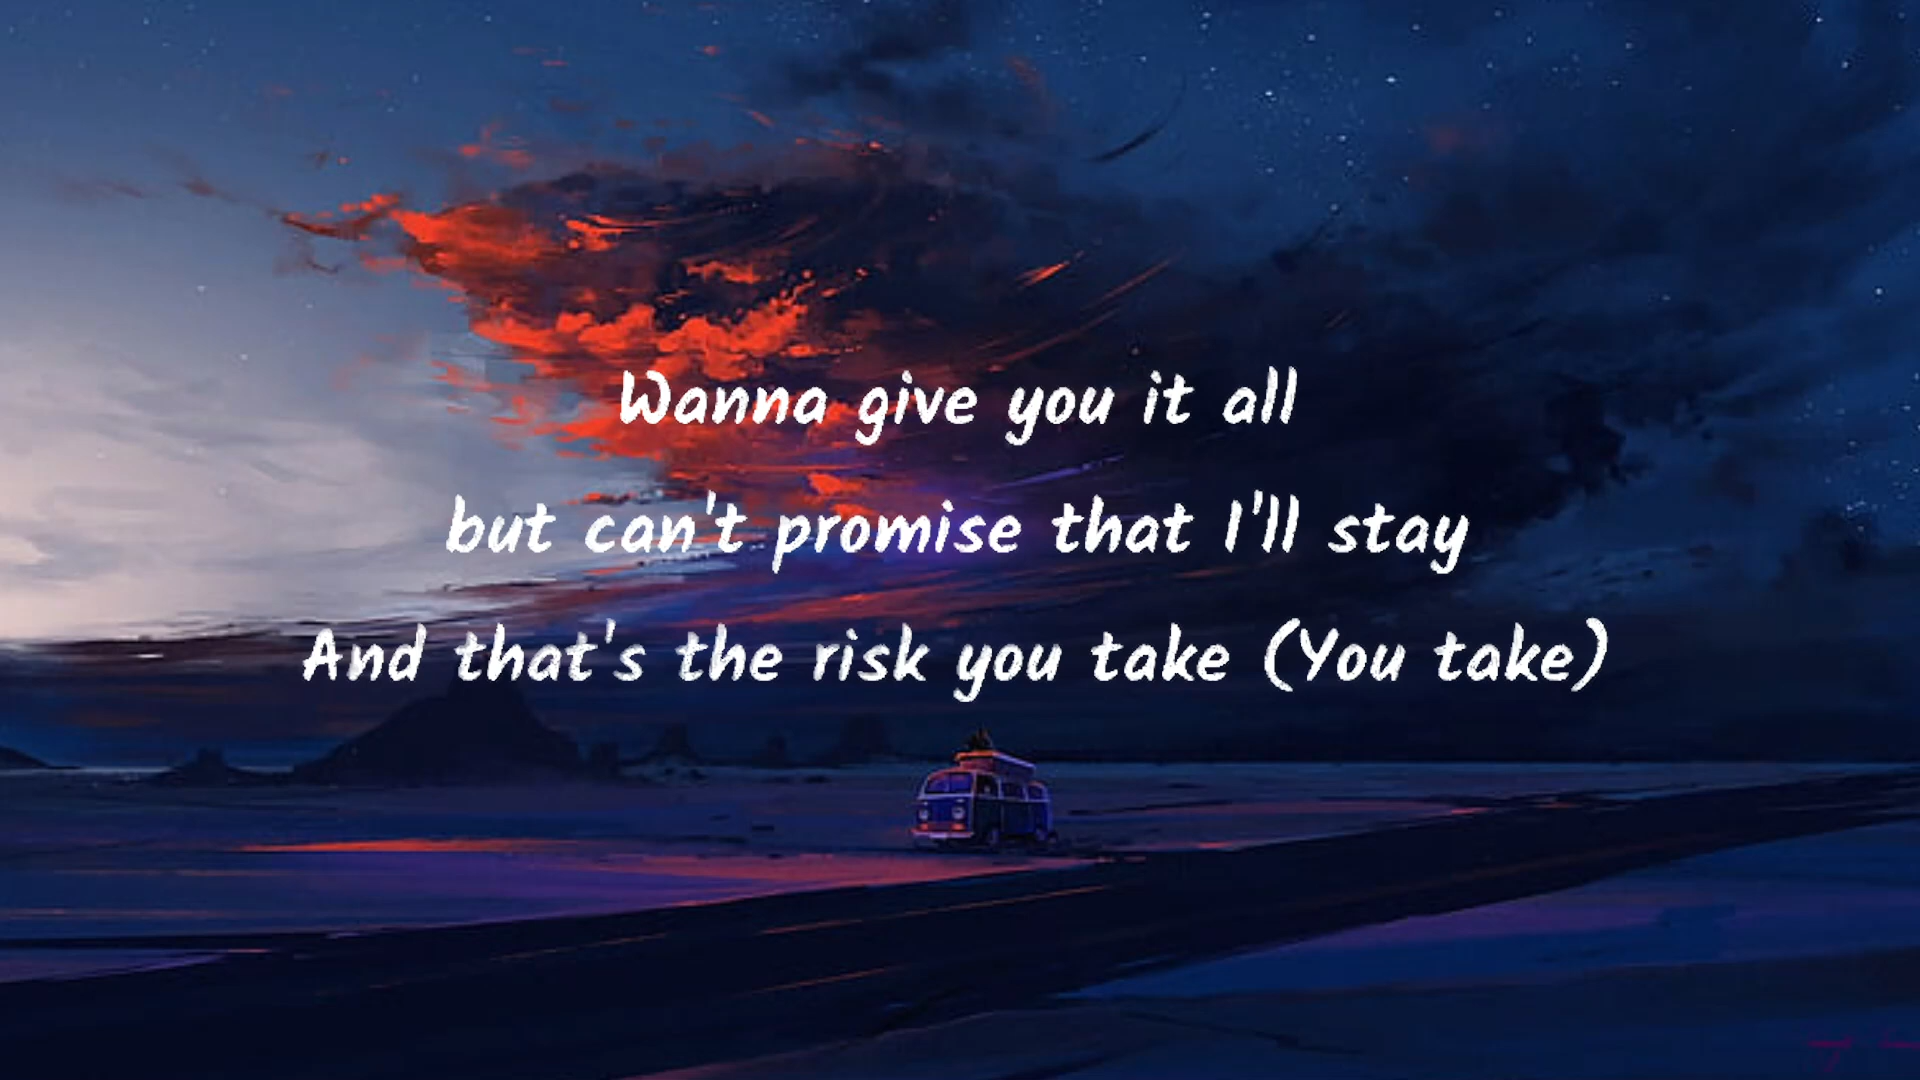 Wanna give you it all
but can't promise that I'll stay
And that's the risk you take (You take)